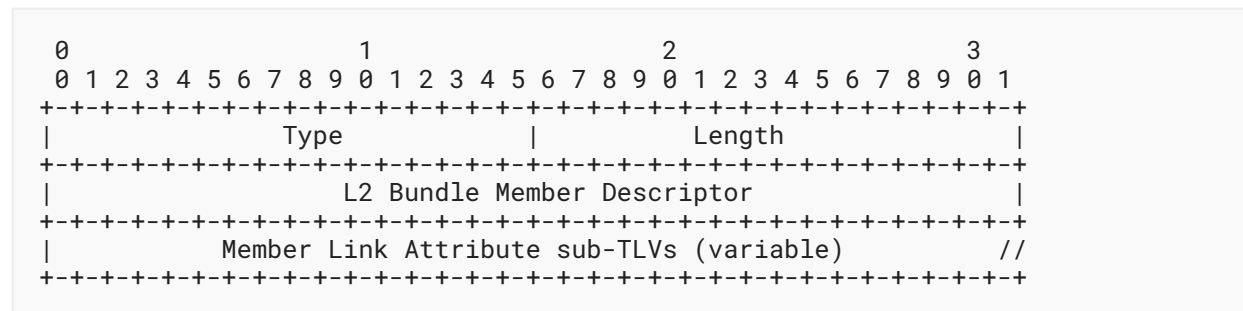 0                   1                   2                   3
 0 1 2 3 4 5 6 7 8 9 0 1 2 3 4 5 6 7 8 9 0 1 2 3 4 5 6 7 8 9 0 1
+-+-+-+-+-+-+-+-+-+-+-+-+-+-+-+-+-+-+-+-+-+-+-+-+-+-+-+-+-+-+-+-+
|               Type            |          Length               |
+-+-+-+-+-+-+-+-+-+-+-+-+-+-+-+-+-+-+-+-+-+-+-+-+-+-+-+-+-+-+-+-+
|                   L2 Bundle Member Descriptor                 |
+-+-+-+-+-+-+-+-+-+-+-+-+-+-+-+-+-+-+-+-+-+-+-+-+-+-+-+-+-+-+-+-+
|           Member Link Attribute sub-TLVs (variable)          //
+-+-+-+-+-+-+-+-+-+-+-+-+-+-+-+-+-+-+-+-+-+-+-+-+-+-+-+-+-+-+-+-+